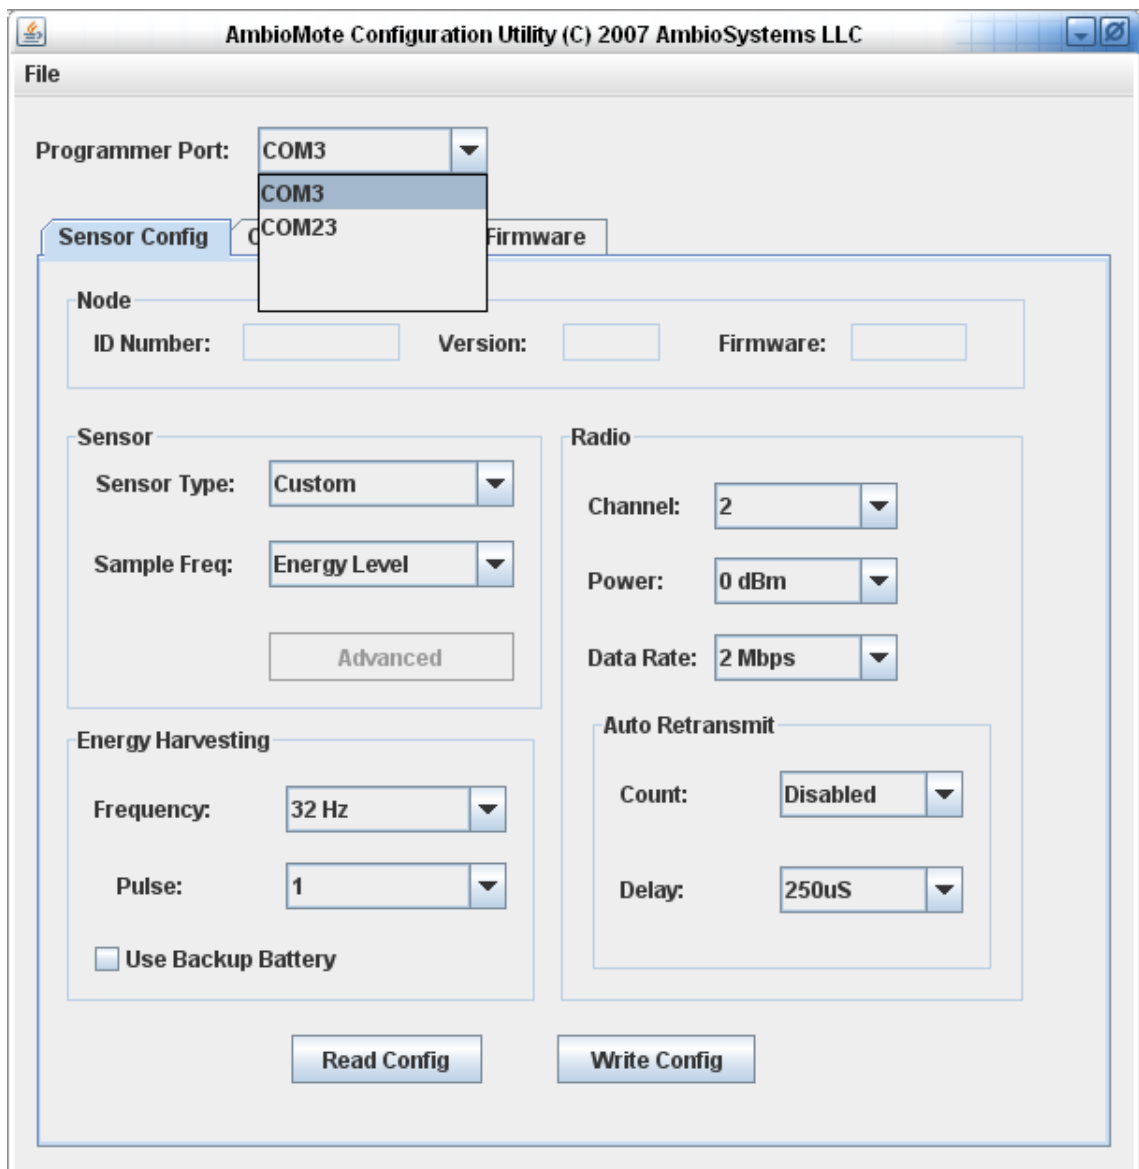 AmbioMote Configuration Utility (C) 2007 AmbioSystems LLC
File
Programmer Port: COM3
COM3
COM23
Sensor Config Firmware
Node
ID Number: Version: Firmware:
Sensor
Sensor Type: Custom
Sample Freq: Energy Level
Advanced
Energy Harvesting
Frequency: 32 Hz
Pulse: 1
Use Backup Battery
Radio
Channel: 2
Power: 0 dBm
Data Rate: 2 Mbps
Auto Retransmit
Count: Disabled
Delay: 250uS
Read Config Write Config